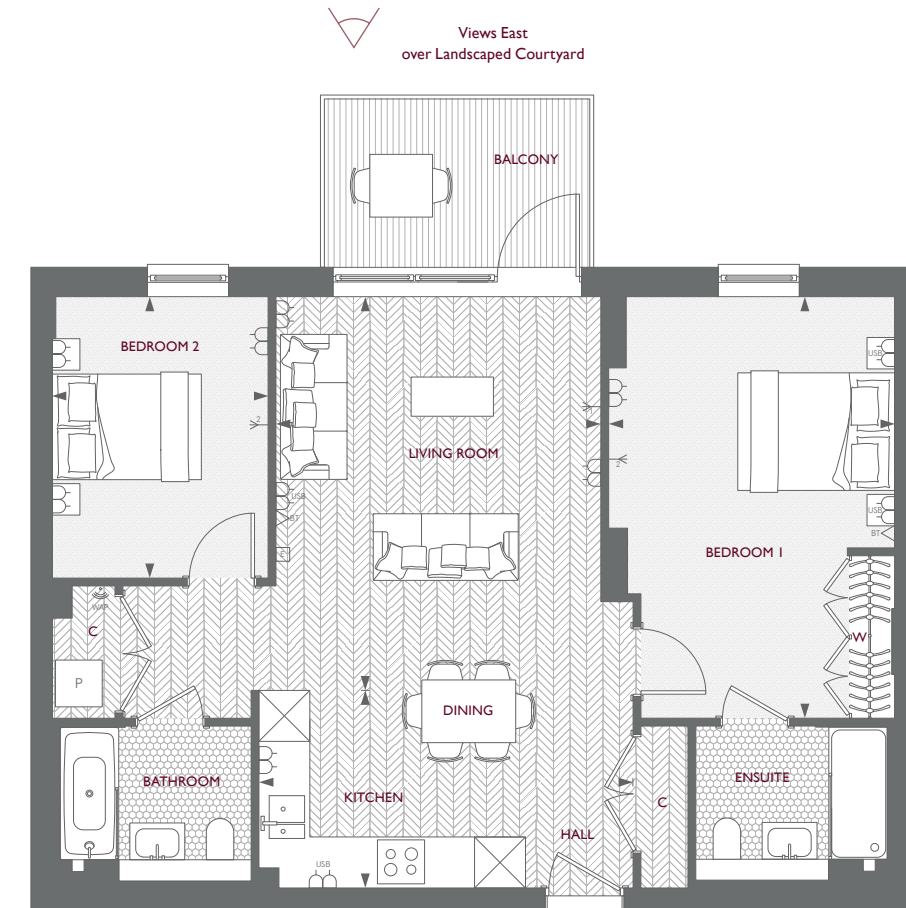 Views East
over Landscaped Courtyard
BALCONY
BEDROOM 2
USB
2
LIVING ROOM
2
USB
USB
BT
BT
E
BEDROOM 1
WAP
C
W
P
DINING
BATHROOM
ENSUITE
KITCHEN
C
HALL
USB